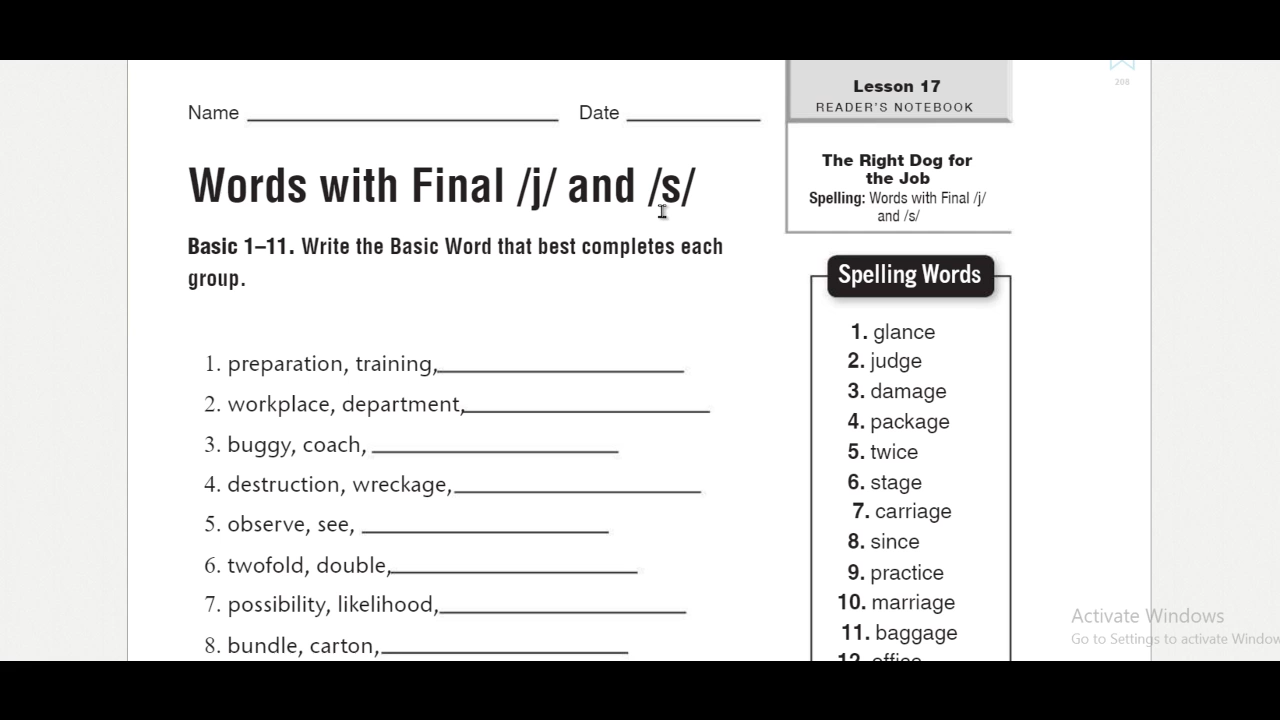 Lesson 17
READER'S NOTEBOOK
208
Name
Date
The Right Dog for
the Job
Spelling: Words with Final /j/
and /s/
Words with Final /j/ and /s/
Basic 1–11. Write the Basic Word that best completes each
group.
1. preparation, training,
2. workplace, department,
3. buggy, coach,
4. destruction, wreckage,
5. observe, see,
6. twofold, double,
7. possibility, likelihood,
8. bundle, carton,
Spelling Words
1. glance
2. judge
3. damage
4. package
5. twice
6. stage
7. carriage
8. since
9. practice
10. marriage
11. baggage
12. office
Activate Windows
Go to Settings to activate Window